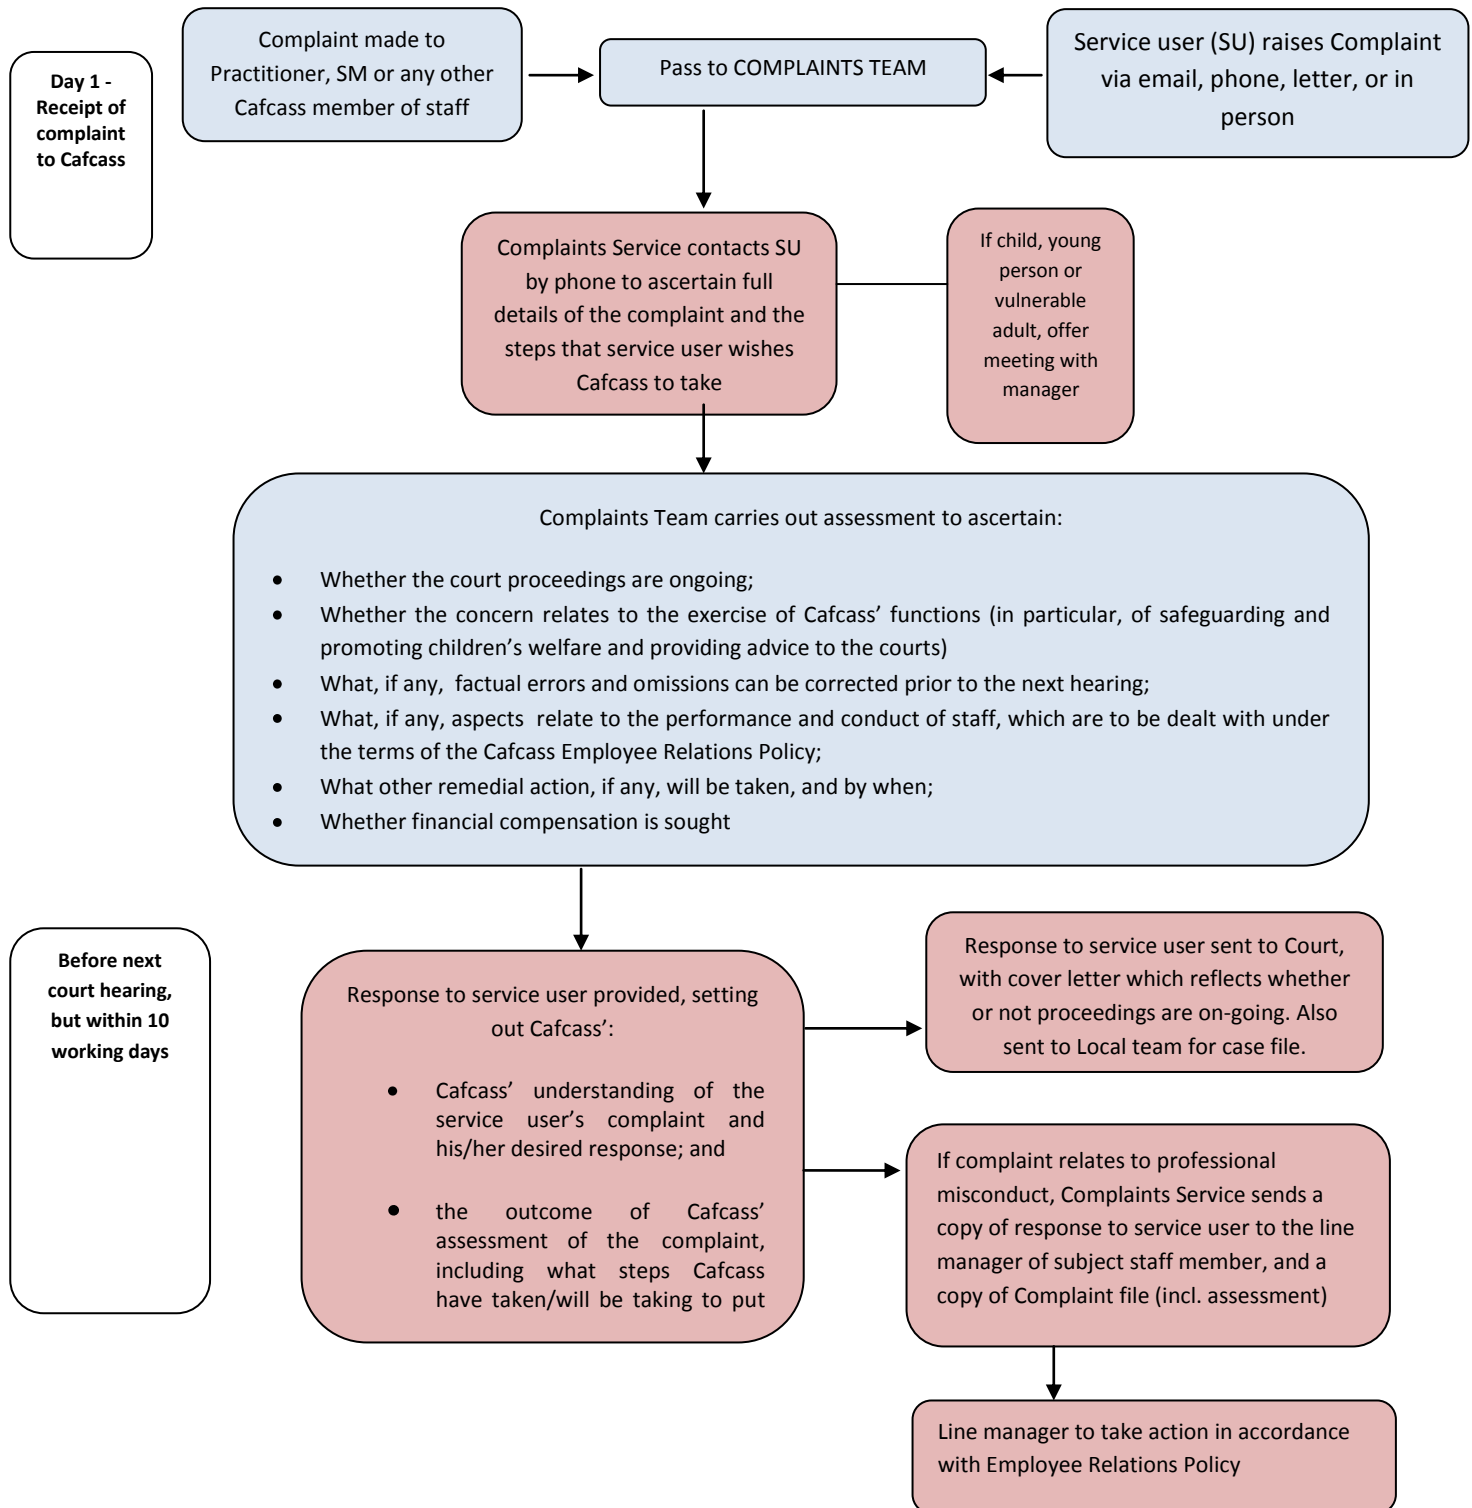 Day 1 -
Receipt of
complaint
to Cafcass
Complaint made to
Practitioner, SM or any other
Cafcass member of staff
Pass to COMPLAINTS TEAM
Service user (SU) raises Complaint
via email, phone, letter, or in
person
Complaints Service contacts SU
by phone to ascertain full
details of the complaint and the
steps that service user wishes
Cafcass to take
If child, young
person or
vulnerable
adult, offer
meeting with
manager
Complaints Team carries out assessment to ascertain:
• Whether the court proceedings are ongoing;
• Whether the concern relates to the exercise of Cafcass’ functions (in particular, of safeguarding and
promoting children’s welfare and providing advice to the courts)
• What, if any, factual errors and omissions can be corrected prior to the next hearing;
• What, if any, aspects relate to the performance and conduct of staff, which are to be dealt with under
the terms of the Cafcass Employee Relations Policy;
• What other remedial action, if any, will be taken, and by when;
• Whether financial compensation is sought
Before next
court hearing,
but within 10
working days
Response to service user provided, setting
out Cafcass’:
• Cafcass’ understanding of the
service user’s complaint and
his/her desired response; and
• the outcome of Cafcass’
assessment of the complaint,
including what steps Cafcass
have taken/will be taking to put
Response to service user sent to Court,
with cover letter which reflects whether
or not proceedings are on-going. Also
sent to Local team for case file.
If complaint relates to professional
misconduct, Complaints Service sends a
copy of response to service user to the line
manager of subject staff member, and a
copy of Complaint file (incl. assessment)
Line manager to take action in accordance
with Employee Relations Policy